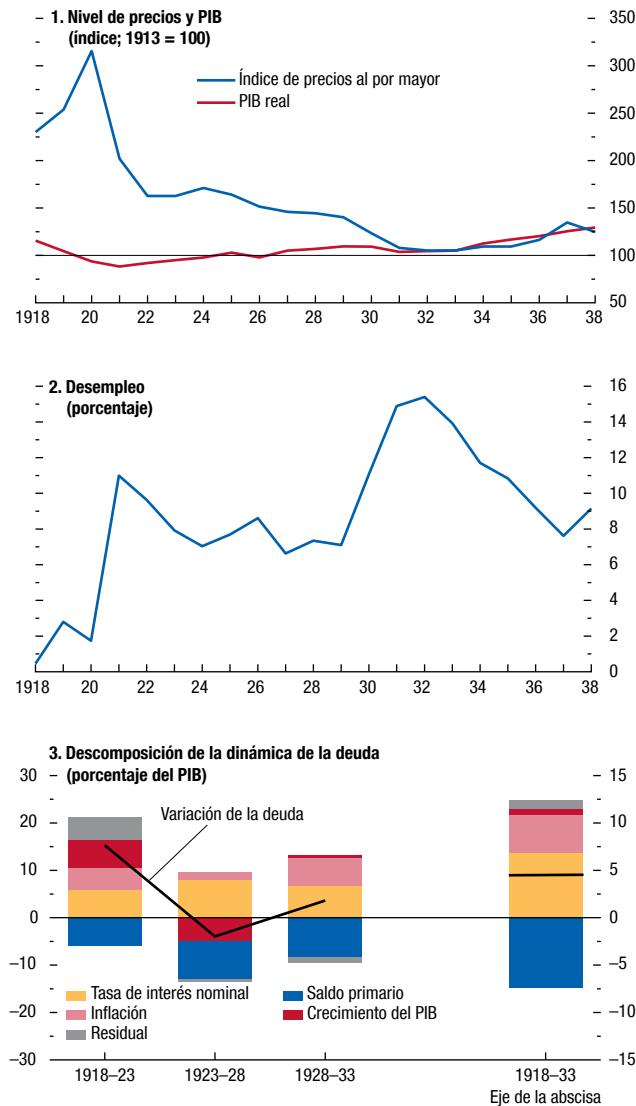 1. Nivel de precios y PIB
(índice; 1913 = 100)
Índice de precios al por mayor
PIB real
350
300
250
200
150
100
50
1918 20 22 24 26 28 30 32 34 36 38
2. Desempleo
(porcentaje)
16
14
12
10
8
6
4
2
0
1918 20 22 24 26 28 30 32 34 36 38
3. Descomposición de la dinámica de la deuda
(porcentaje del PIB)
30 15
Variación de la deuda
20 10
10 5
0 0
–10 –5
Tasa de interés nominal Saldo primario
Inflación Crecimiento del PIB
–20 –10
Residual
–30 –15
1918–23 1923–28 1928–33 1918–33
Eje de la abscisa